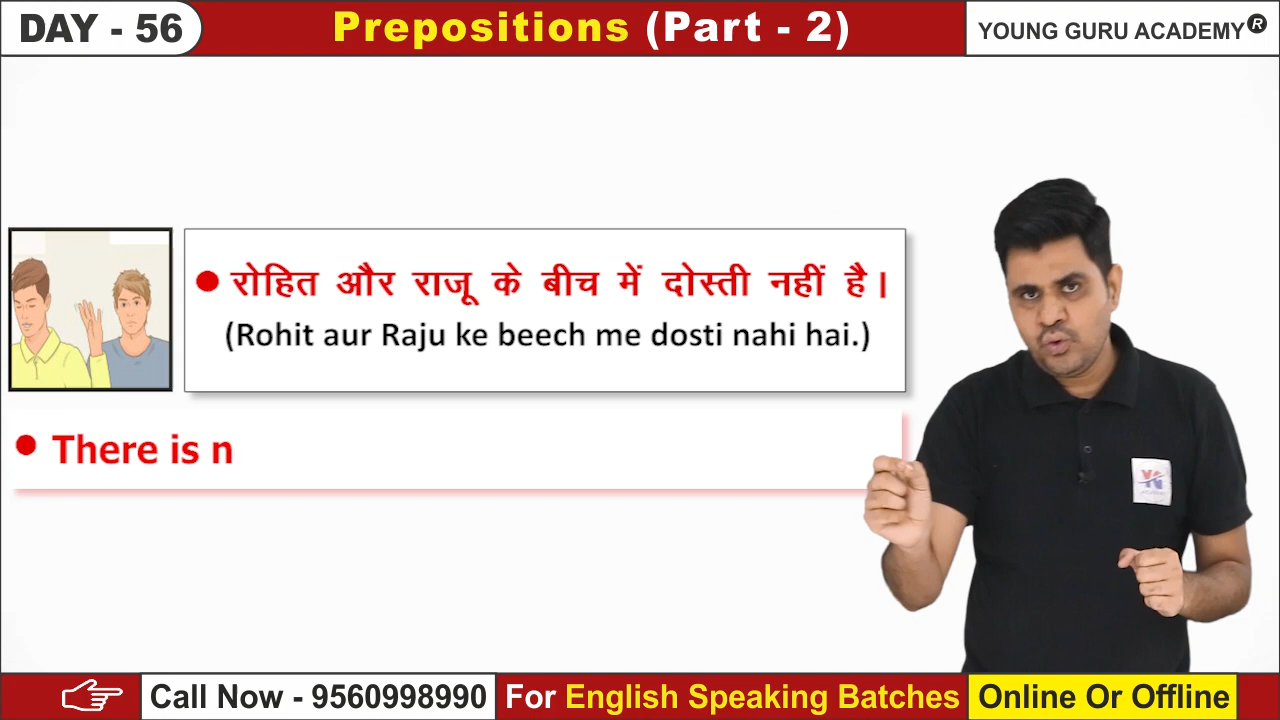 DAY - 56
Prepositions (Part - 2)
YOUNG GURU ACADEMY®
● रोहित और राजू के बीच में दोस्ती नहीं है।
(Rohit aur Raju ke beech me dosti nahi hai.)
● There is n
Call Now - 9560998990 For English Speaking Batches Online Or Offline